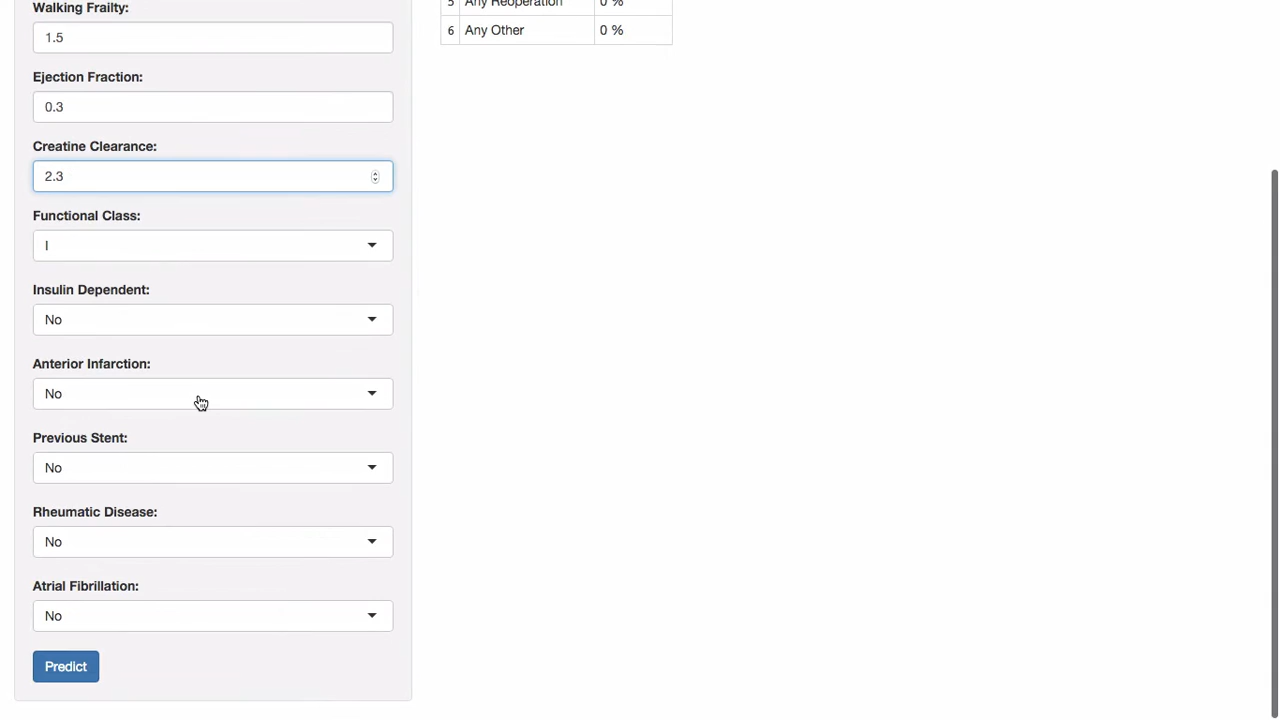 Walking Frailty:
1.5
Ejection Fraction:
0.3
Creatine Clearance:
2.3
Functional Class:
I
Insulin Dependent:
No
Anterior Infarction:
No
Previous Stent:
No
Rheumatic Disease:
No
Atrial Fibrillation:
No
Predict
5 Any Reoperation 0 %
6 Any Other 0 %